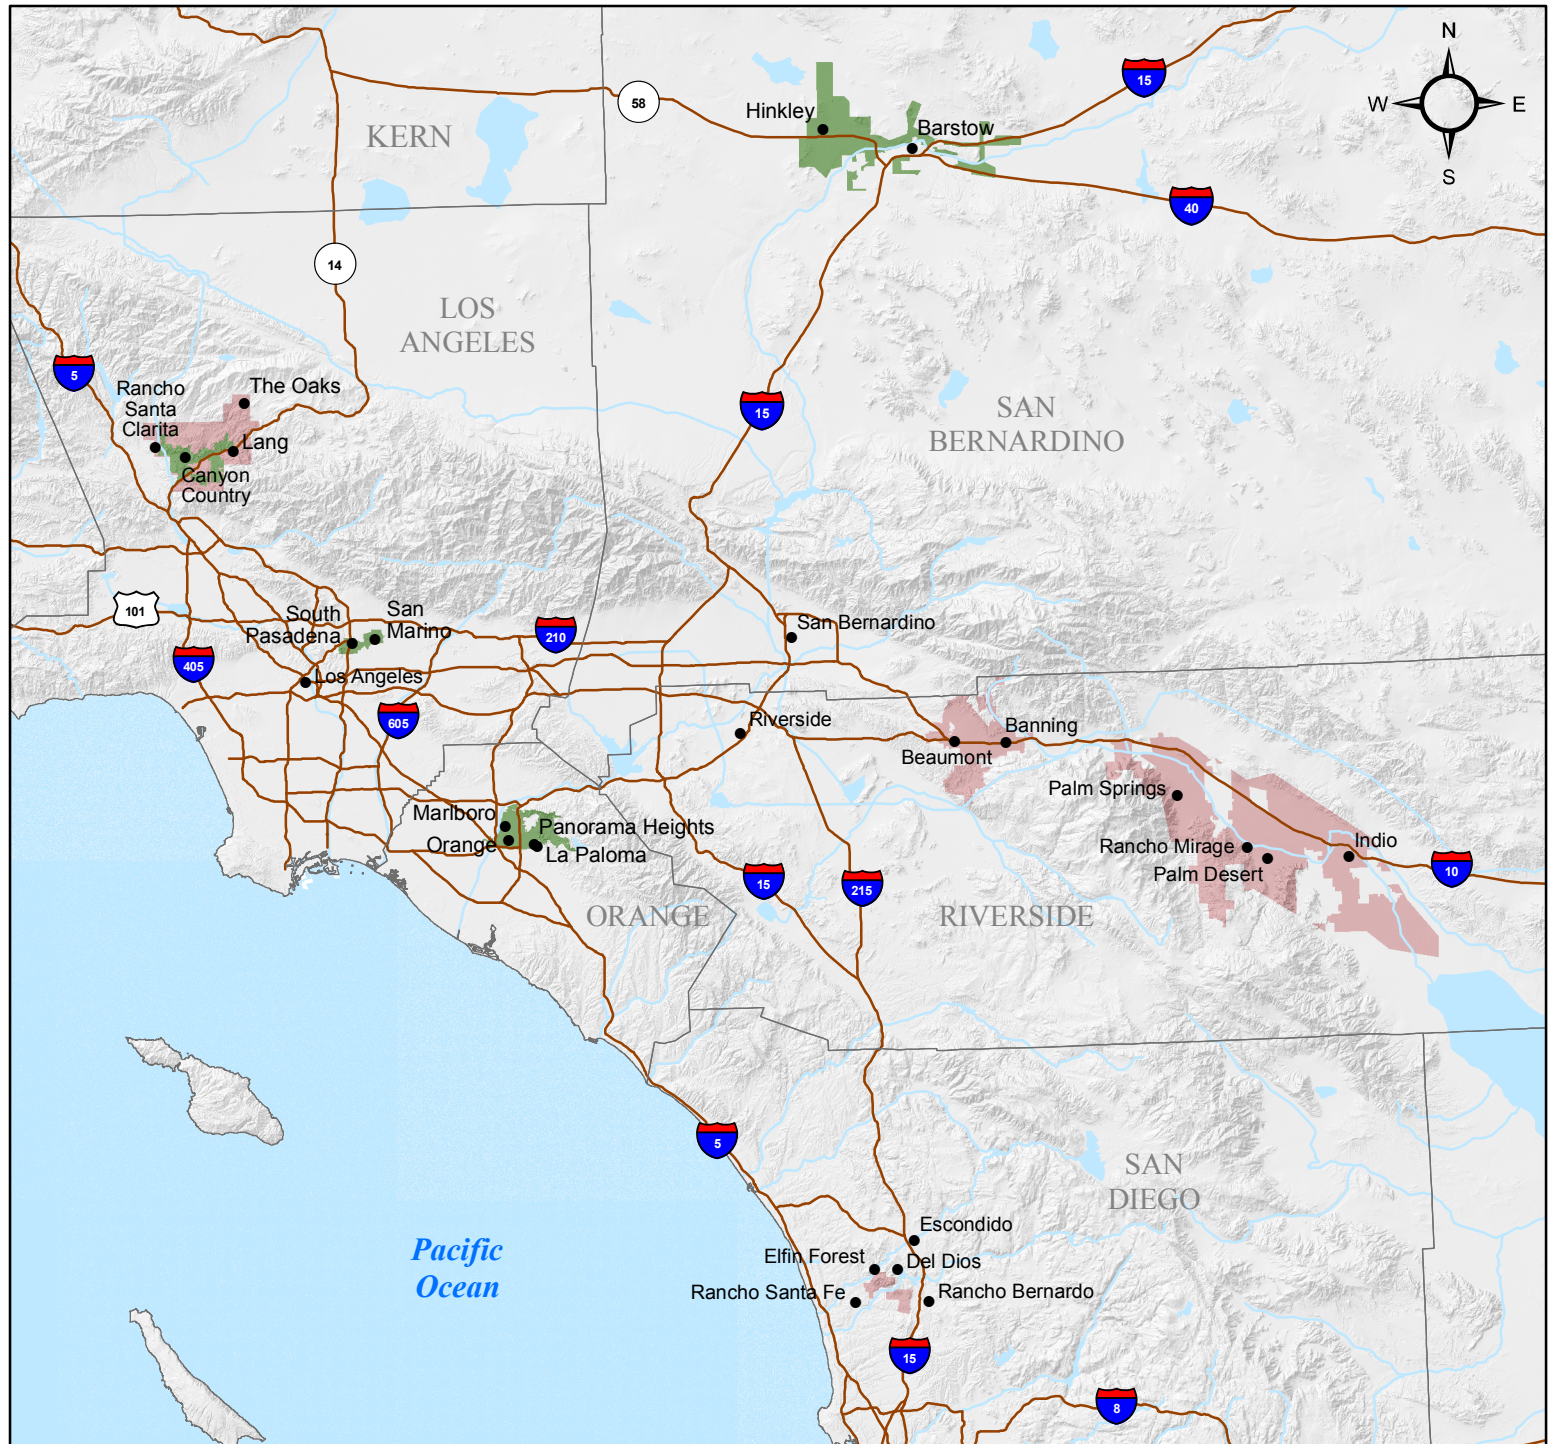 15
N
W
E
S
58
Hinkley
Barstow
KERN
40
14
LOS
ANGELES
5
The Oaks
Rancho
Santa
Clarita
Lang
Canyon
Country
15
SAN
BERNARDINO
101
South
Pasadena
San
Marino
210
San Bernardino
405
Los Angeles
605
Riverside
Banning
Beaumont
Palm Springs
Marlboro
Panorama Heights
Orange
La Paloma
Rancho Mirage
Indio
Palm Desert
10
15
215
ORANGE
RIVERSIDE
5
SAN
DIEGO
Pacific
Ocean
Escondido
Elfin Forest
Del Dios
Rancho Santa Fe
Rancho Bernardo
15
8